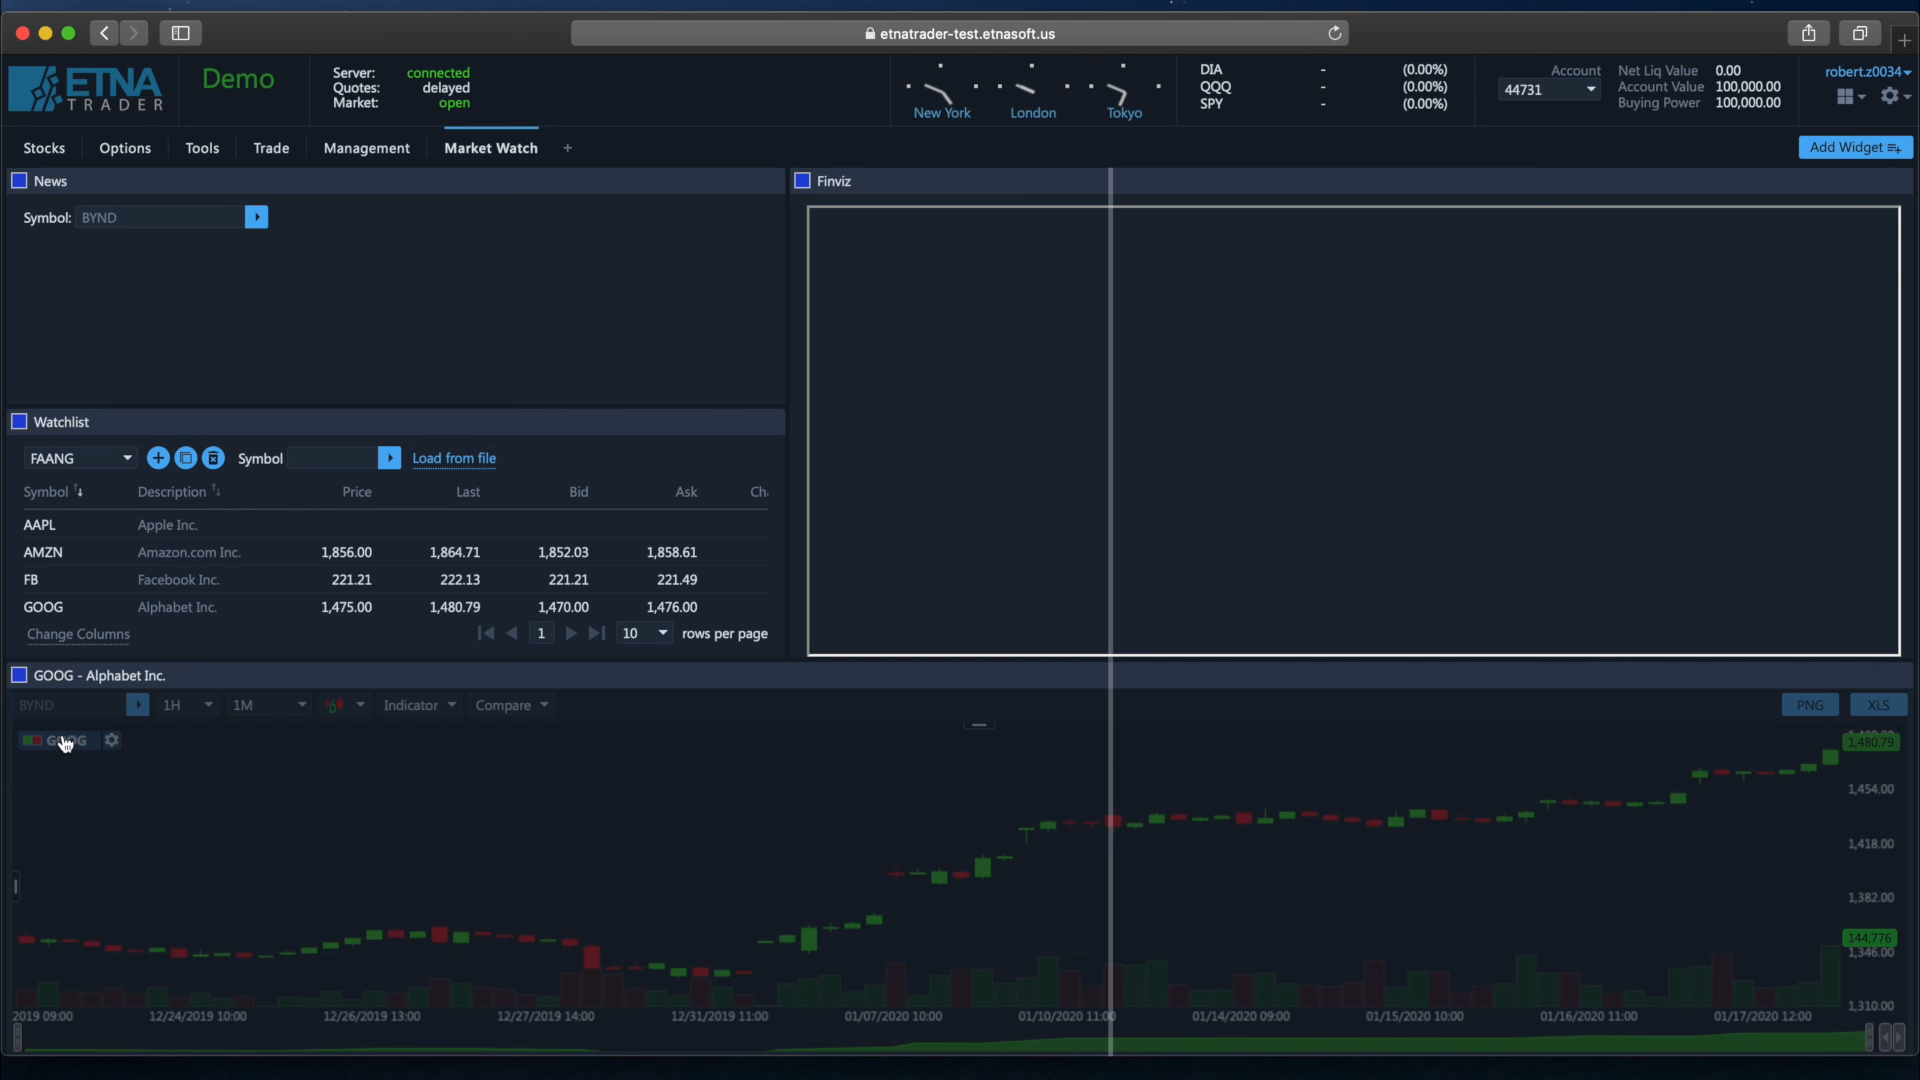 etnatrader-test.etnasoft.us
ETNA
TRADER
Demo
Server: connected
Quotes: delayed
Market: open
New York London Tokyo
DIA - (0.00%)
QQQ - (0.00%)
SPY - (0.00%)
Account
44731
Net Liq Value 0.00
Account Value 100,000.00
Buying Power 100,000.00
robert.z0034
Stocks Options Tools Trade Management Market Watch +
Add Widget
News
Symbol: BYND
Finviz
Watchlist
FAANG Symbol Load from file
Symbol Description Price Last Bid Ask Ch
AAPL Apple Inc.
AMZN Amazon.com Inc. 1,856.00 1,864.71 1,852.03 1,858.61
FB Facebook Inc. 221.21 222.13 221.21 221.49
GOOG Alphabet Inc. 1,475.00 1,480.79 1,470.00 1,476.00
Change Columns 1 10 rows per page
GOOG - Alphabet Inc.
BYND 1H 1M Indicator Compare PNG XLS
GOOG
1,480.79
1,454.00
1,418.00
1,382.00
144,776
1,346.00
1,310.00
2019 09:00 12/24/2019 10:00 12/26/2019 13:00 12/27/2019 14:00 12/31/2019 11:00 01/07/2020 10:00 01/10/2020 11:00 01/14/2020 09:00 01/15/2020 10:00 01/16/2020 11:00 01/17/2020 12:00